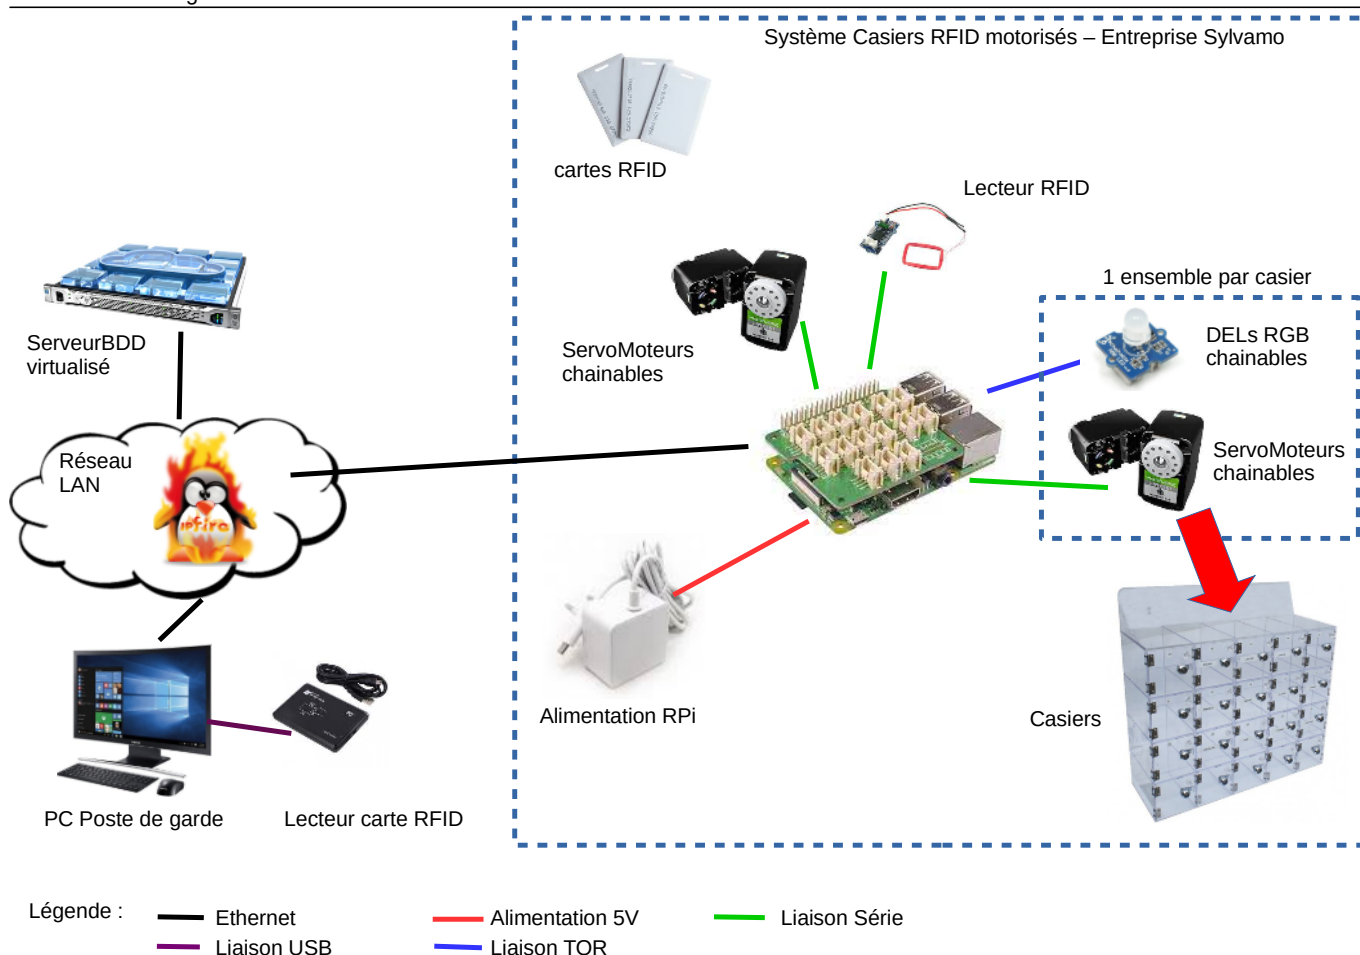 Système Casiers RFID motorisés – Entreprise Sylvamo
cartes RFID
Lecteur RFID
1 ensemble par casier
ServeurBDD
virtualisé
ServoMoteurs
chainables
DELs RGB
chainables
Réseau
LAN
ipfire
ServoMoteurs
chainables
Alimentation RPi
Casiers
PC Poste de garde
Lecteur carte RFID
Légende :
Ethernet
Alimentation 5V
Liaison Série
Liaison USB
Liaison TOR